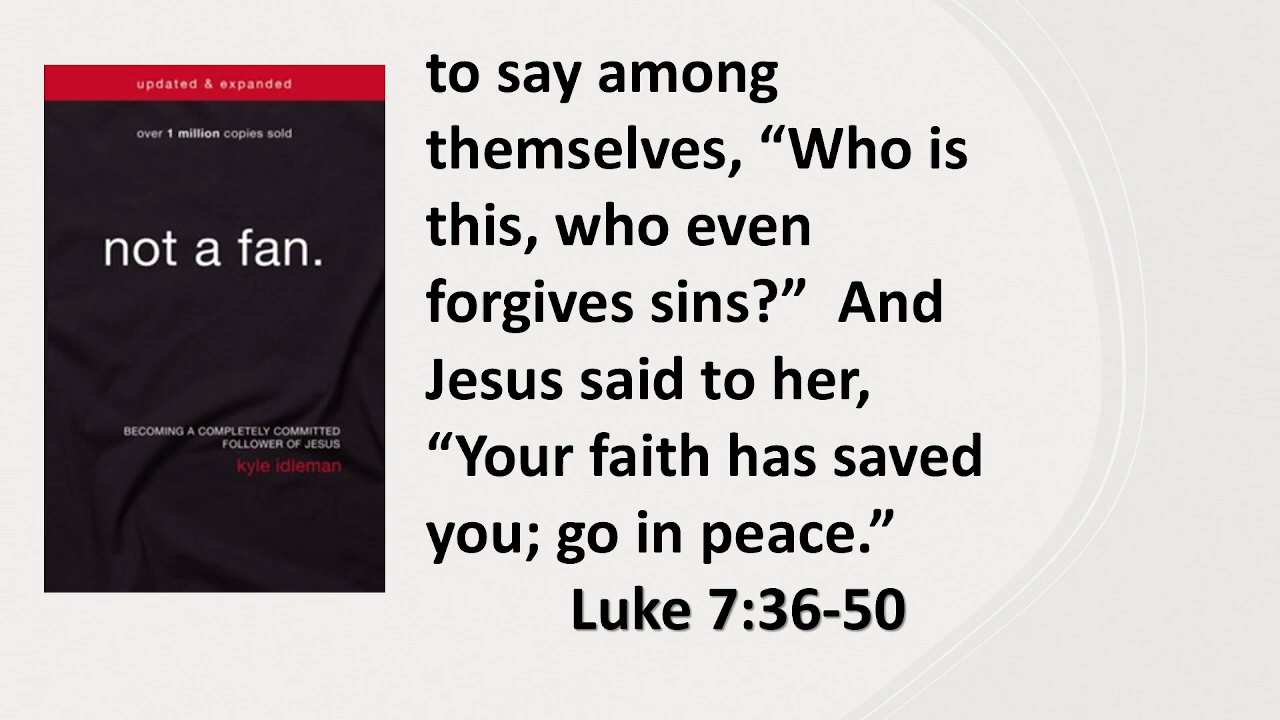 updated & expanded
over 1 million copies sold
not a fan.
BECOMING A COMPLETELY COMMITTED
FOLLOWER OF JESUS
kyle idleman
to say among
themselves, “Who is
this, who even
forgives sins?”  And
Jesus said to her,
“Your faith has saved
you; go in peace.”
Luke 7:36-50